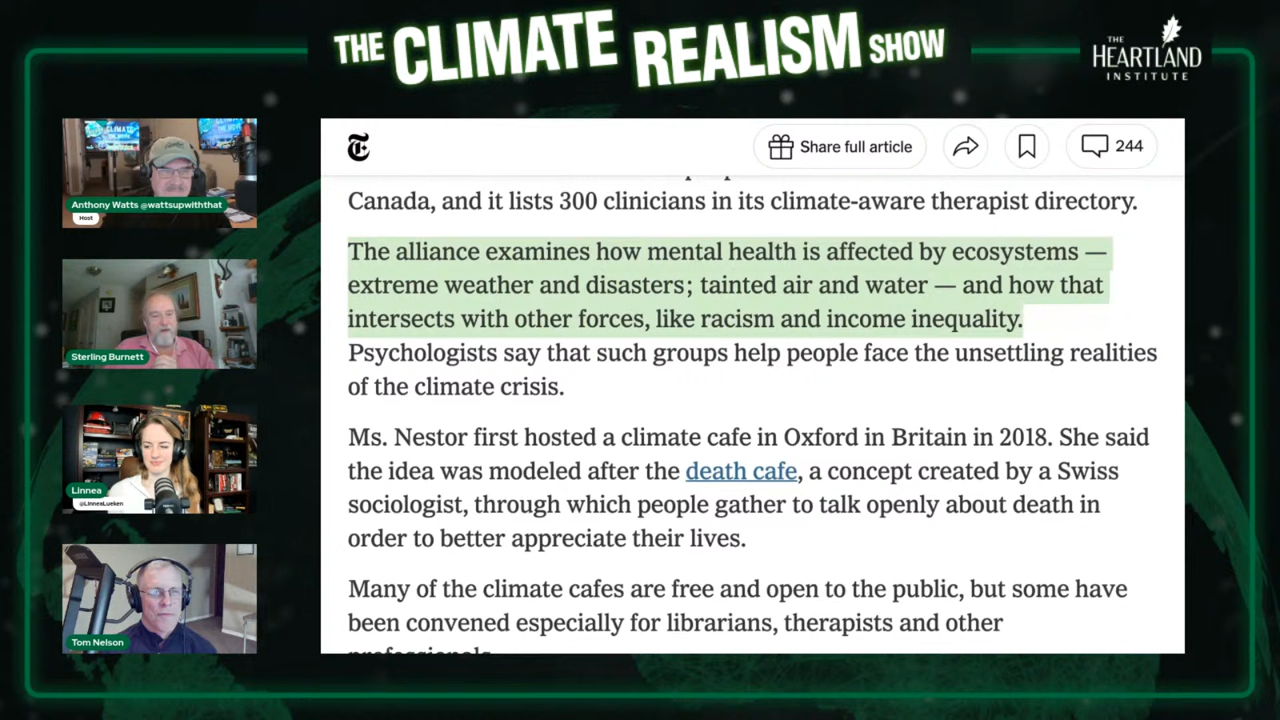 THE CLIMATE REALISM SHOW
THE
HEARTLAND
INSTITUTE
Anthony Watts @wattsupwiththat
Host
Sterling Burnett
Linnea
@LinneaLueken
Tom Nelson
Share full article
244
Canada, and it lists 300 clinicians in its climate-aware therapist directory.
The alliance examines how mental health is affected by ecosystems —
extreme weather and disasters; tainted air and water — and how that
intersects with other forces, like racism and income inequality.
Psychologists say that such groups help people face the unsettling realities
of the climate crisis.
Ms. Nestor first hosted a climate cafe in Oxford in Britain in 2018. She said
the idea was modeled after the death cafe, a concept created by a Swiss
sociologist, through which people gather to talk openly about death in
order to better appreciate their lives.
Many of the climate cafes are free and open to the public, but some have
been convened especially for librarians, therapists and other
professionals.